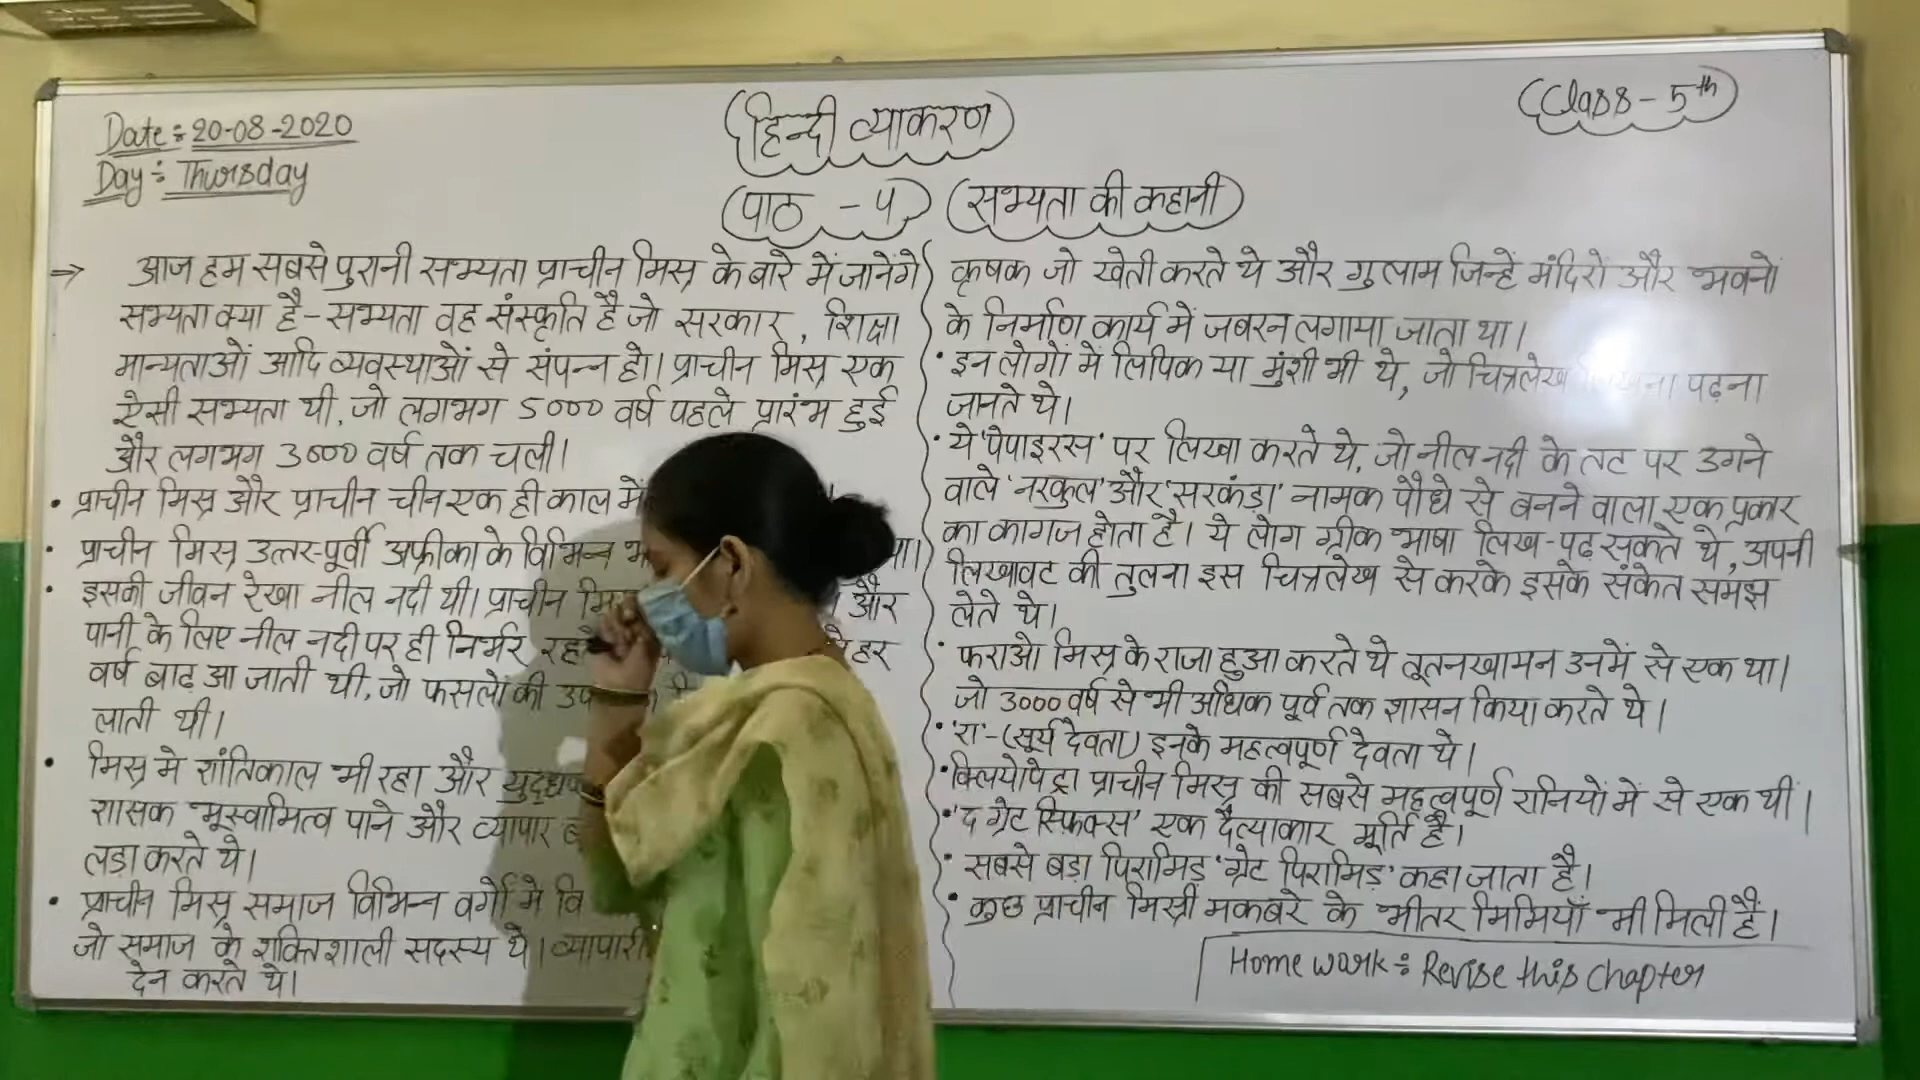 Date: 20-08-2020
Day: Thursday
हिन्दी व्याकरण
Class - 5th
पाठ - 5 सभ्यता की कहानी
⇒ आज हम सबसे पुरानी सभ्यता प्राचीन मिस्र के बारे में जानेंगे
सभ्यता क्या है - सभ्यता वह संस्कृति है जो सरकार, शिक्षा
मान्यताओं आदि व्यवस्थाओं से संपन्न हो। प्राचीन मिस्र एक
ऐसी सभ्यता थी, जो लगभग 5000 वर्ष पहले प्रारंभ हुई
और लगभग 3000 वर्ष तक चली।
• प्राचीन मिस्र और प्राचीन चीन एक ही काल में
• प्राचीन मिस्र उत्तर-पूर्वी अफ्रीका के विभिन्न
• इसकी जीवन रेखा नील नदी थी। प्राचीन और
पानी के लिए नील नदी पर ही निर्भर हर
वर्ष बाढ़ आ जाती थी, जो फसलों की
लाती थी।
• मिस्र मे शांतिकाल भी रहा और
शासक भूस्वामित्व पाने और व्यापार
लडा करते थे।
• प्राचीन मिस्र समाज विभिन्न वर्गो मे
जो समाज के शक्तिशाली सदस्य थे। व्यापारी
देन करते थे।
कृषक जो खेती करते थे और गुलाम जिन्हें मंदिरों और भवनो
के निर्माण कार्य में जबरन लगाया जाता था।
• इन लोगों में लिपिक या मुंशी भी थे, जो चित्रलेख पढ़ना
जानते थे।
• ये 'पेपाइरस' पर लिखा करते थे, जो नील नदी के तट पर उगने
वाले 'नरकुल' और 'सरकंड़ा' नामक पौधे से बनने वाला एक प्रकार
का कागज होता है। ये लोग ग्रीक भाषा लिख-पढ़ सकते थे, अपनी
लिखावट की तुलना इस चित्रलेख से करके इसके संकेत समझ
लेते थे।
• फराओ मिस्र के राजा हुआ करते थे तूतनखामन उनमें से एक था।
जो 3000 वर्ष से भी अधिक पूर्व तक शासन किया करते थे।
• 'रा' - (सूर्य देवता) इनके महत्वपूर्ण देवता थे।
• क्लियोपेट्रा प्राचीन मिस्र की सबसे महत्वपूर्ण रानियों में से एक थी।
• 'द ग्रेट स्फ़िंक्स' एक दैत्याकार मूर्ति है।
• सबसे बड़ा पिरामिड़ 'ग्रेट पिरामिड़' कहा जाता है।
• कुछ प्राचीन मिस्री मकबरे के भीतर ममियाँ भी मिली हैं।
Home work: Revise this chapter